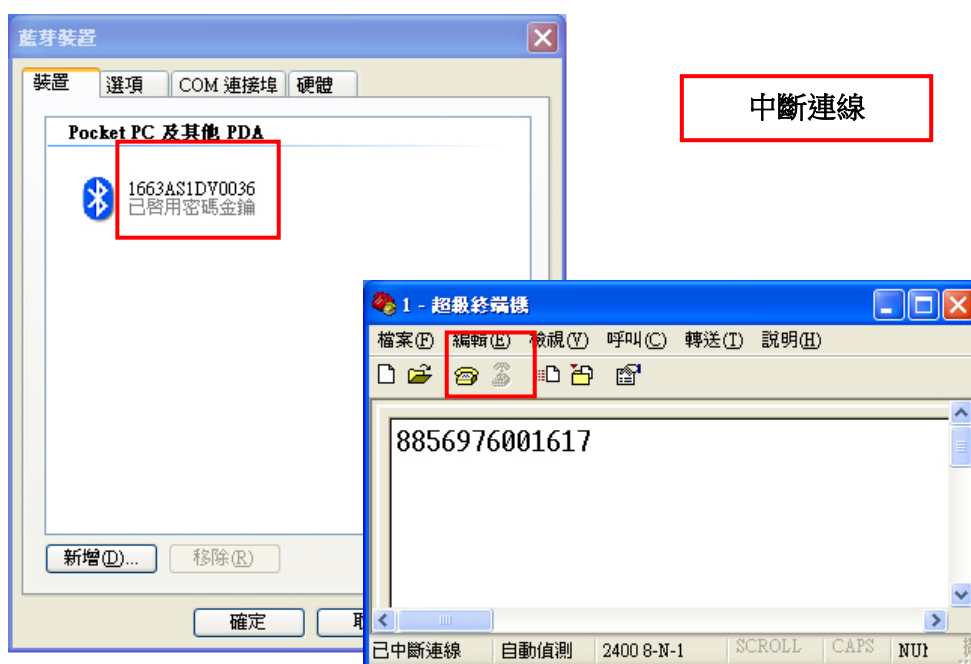 藍芽裝置
裝置 選項 COM 連接埠 硬體
Pocket PC 及其他 PDA
1663AS1DV0036
已啓用密碼金鑰
新增(D)... 移除(R)
確定
中斷連線
1 - 超級終端機
檔案(F) 編輯(E) 檢視(V) 呼叫(C) 轉送(T) 說明(H)
8856976001617
已中斷連線 自動偵測 2400 8-N-1 SCROLL CAPS